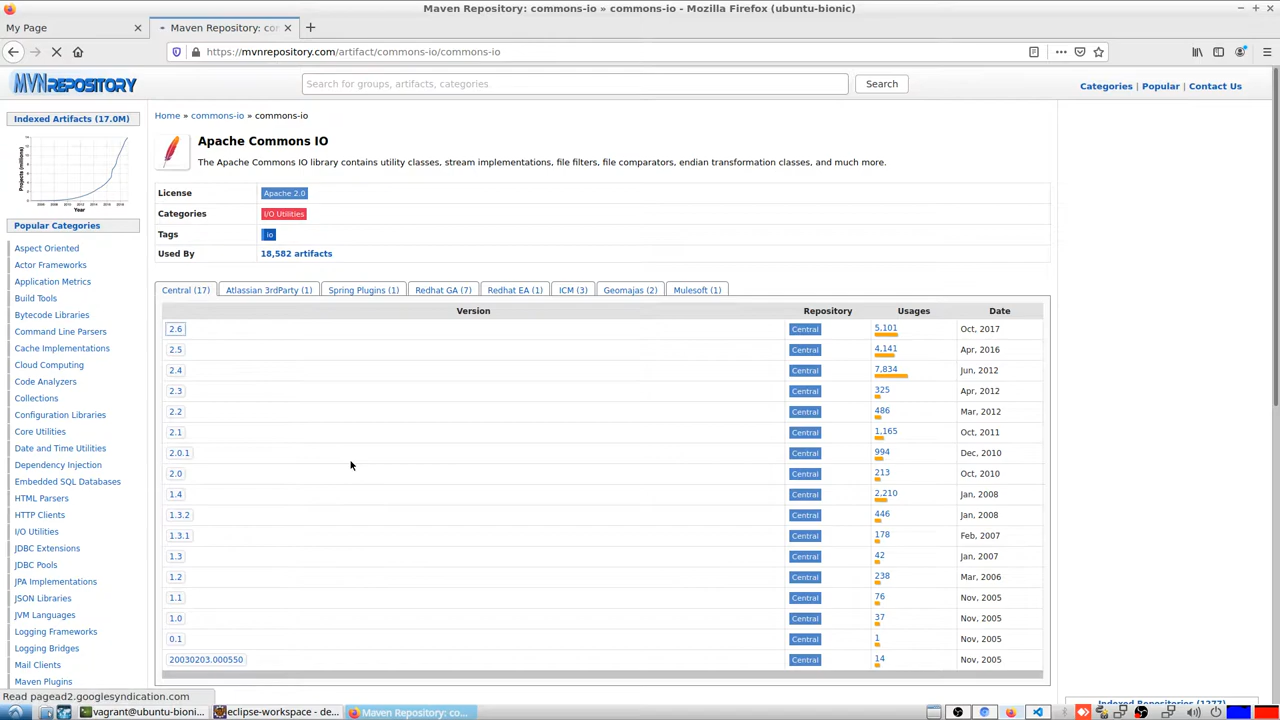 Maven Repository: commons-io » commons-io - Mozilla Firefox (ubuntu-bionic)
My Page
Maven Repository: cor
https://mvnrepository.com/artifact/commons-io/commons-io
MVNREPOSITORY
Search for groups, artifacts, categories
Search
Categories | Popular | Contact Us
Indexed Artifacts (17.0M)
Projects (millions)
Year
Popular Categories
Aspect Oriented
Actor Frameworks
Application Metrics
Build Tools
Bytecode Libraries
Command Line Parsers
Cache Implementations
Cloud Computing
Code Analyzers
Collections
Configuration Libraries
Core Utilities
Date and Time Utilities
Dependency Injection
Embedded SQL Databases
HTML Parsers
HTTP Clients
I/O Utilities
JDBC Extensions
JDBC Pools
JPA Implementations
JSON Libraries
JVM Languages
Logging Frameworks
Logging Bridges
Mail Clients
Maven Plugins
Home » commons-io » commons-io
Apache Commons IO
The Apache Commons IO library contains utility classes, stream implementations, file filters, file comparators, endian transformation classes, and much more.
License Apache 2.0
Categories I/O Utilities
Tags io
Used By 18,582 artifacts
Central (17) Atlassian 3rdParty (1) Spring Plugins (1) Redhat GA (7) Redhat EA (1) ICM (3) Geomajas (2) Mulesoft (1)
Version Repository Usages Date
2.6 Central 5,101 Oct, 2017
2.5 Central 4,141 Apr, 2016
2.4 Central 7,834 Jun, 2012
2.3 Central 325 Apr, 2012
2.2 Central 486 Mar, 2012
2.1 Central 1,165 Oct, 2011
2.0.1 Central 994 Dec, 2010
2.0 Central 213 Oct, 2010
1.4 Central 2,210 Jan, 2008
1.3.2 Central 446 Jan, 2008
1.3.1 Central 178 Feb, 2007
1.3 Central 42 Jan, 2007
1.2 Central 238 Mar, 2006
1.1 Central 76 Nov, 2005
1.0 Central 37 Nov, 2005
0.1 Central 1 Nov, 2005
20030203.000550 Central 14 Nov, 2005
Read pagead2.googlesyndication.com
vagrant@ubuntu-bioni... eclipse-workspace - de... Maven Repository: co...